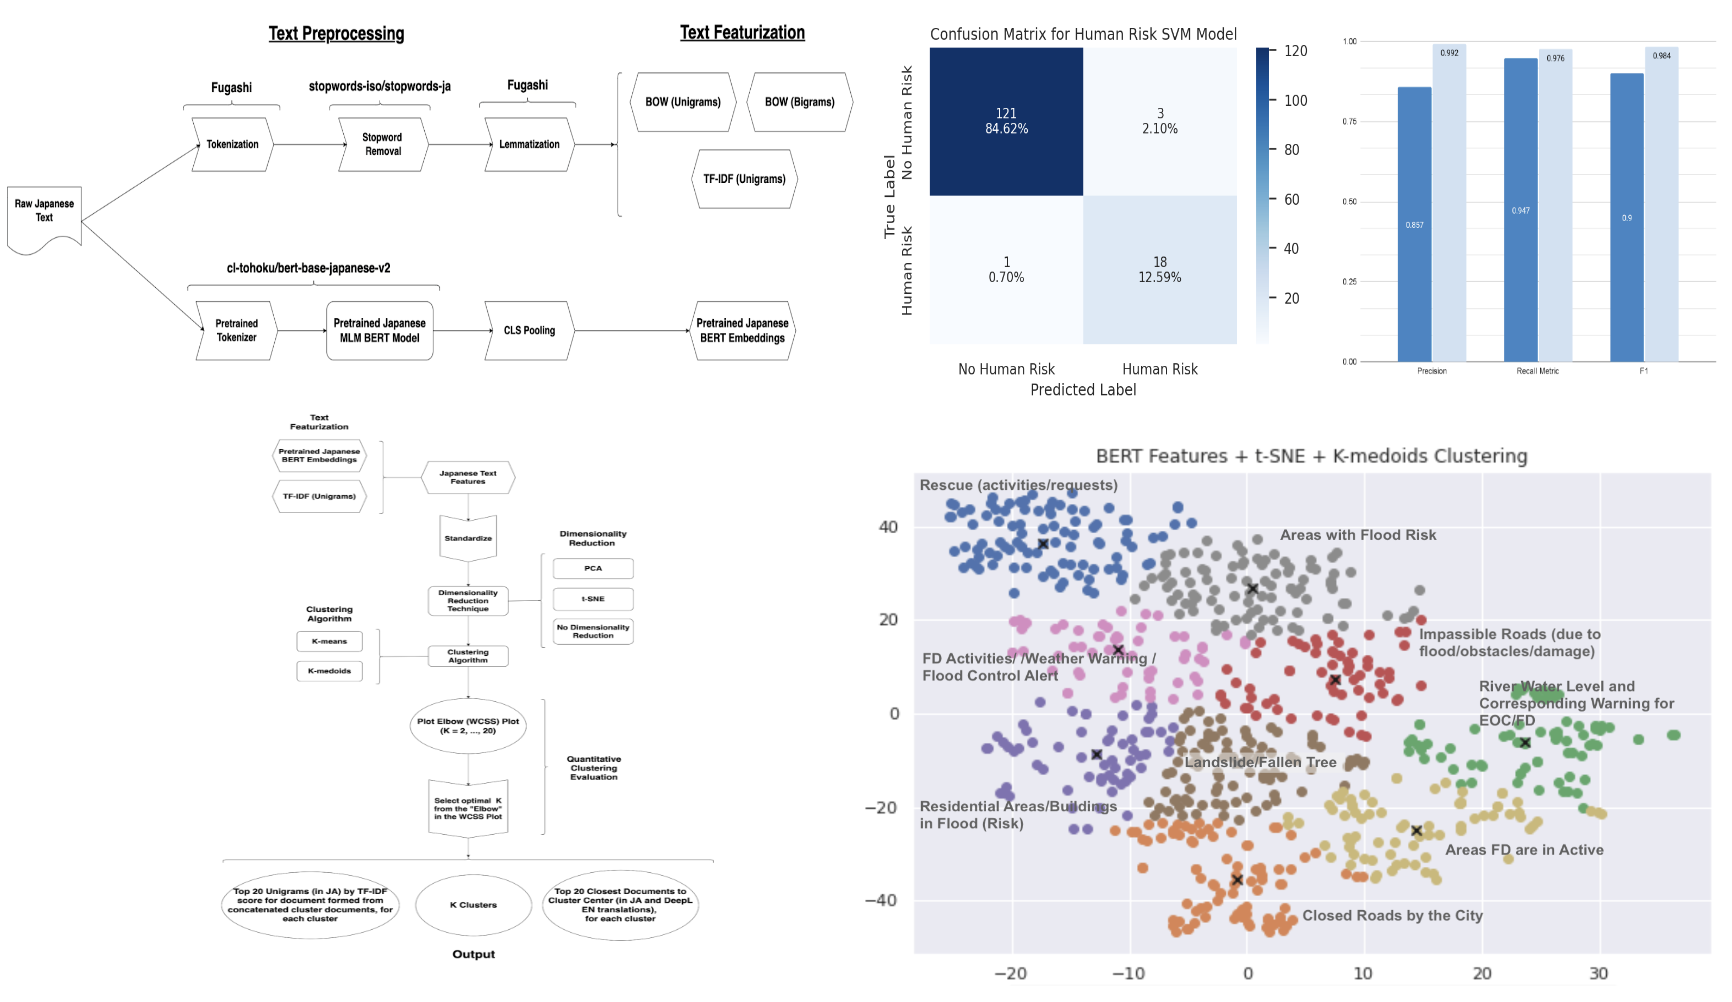 Text Preprocessing
Text Featurization
Fugashi
stopwords-iso/stopwords-ja
Fugashi
Tokenization
Stopword
Removal
Lemmatization
BOW (Unigrams)
BOW (Bigrams)
TF-IDF (Unigrams)
Raw Japanese
Text
cl-tohoku/bert-base-japanese-v2
Pretrained
Tokenizer
Pretrained Japanese
MLM BERT Model
CLS Pooling
Pretrained Japanese
BERT Embeddings
Confusion Matrix for Human Risk SVM Model
True Label
No Human Risk
Human Risk
121
84.62%
3
2.10%
1
0.70%
18
12.59%
No Human Risk
Human Risk
Predicted Label
120
100
80
60
40
20
1.00
0.75
0.50
0.25
0.00
0.857
0.992
0.947
0.976
0.9
0.984
Precision
Recall Metric
F1
Text
Featurization
Pretrained Japanese
BERT Embeddings
TF-IDF (Unigrams)
Japanese Text
Features
Standardize
Dimensionality
Reduction
PCA
t-SNE
No Dimensionality
Reduction
Dimensionality
Reduction
Technique
Clustering
Algorithm
K-means
K-medoids
Clustering
Algorithm
Plot Elbow (WCSS) Plot
(K = 2, ..., 20)
Quantitative
Clustering
Evaluation
Select optimal K
from the "Elbow"
in the WCSS Plot
Top 20 Unigrams (in JA) by TF-IDF
score for document formed from
concatenated cluster documents, for
each cluster
K Clusters
Top 20 Closest Documents to
Cluster Center (in JA and DeepL
EN translations),
for each cluster
Output
BERT Features + t-SNE + K-medoids Clustering
Rescue (activities/requests)
Areas with Flood Risk
Impassible Roads (due to
flood/obstacles/damage)
FD Activities/ /Weather Warning /
Flood Control Alert
River Water Level and
Corresponding Warning for
EOC/FD
Landslide/Fallen Tree
Residential Areas/Buildings
in Flood (Risk)
Areas FD are in Active
Closed Roads by the City
40
20
0
−20
−40
−20
−10
0
10
20
30